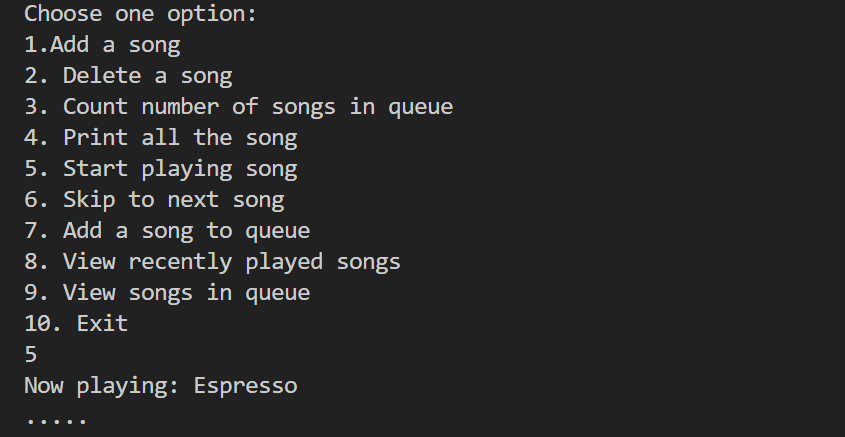 Choose one option:
1.Add a song
2. Delete a song
3. Count number of songs in queue
4. Print all the song
5. Start playing song
6. Skip to next song
7. Add a song to queue
8. View recently played songs
9. View songs in queue
10. Exit
5
Now playing: Espresso
.....